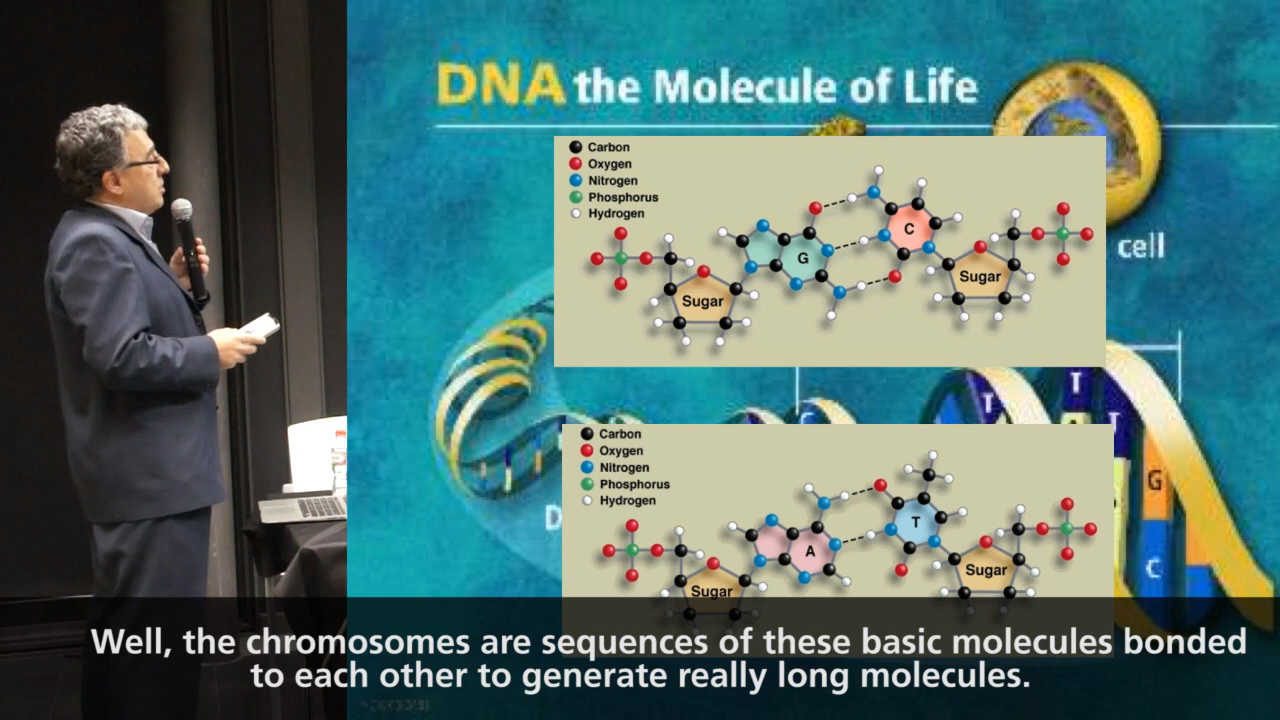 DNA the Molecule of Life
Carbon
Oxygen
Nitrogen
Phosphorus
Hydrogen
G
C
Sugar
Sugar
cell
T
T
T
C
G
C
D
Carbon
Oxygen
Nitrogen
Phosphorus
Hydrogen
A
T
Sugar
Sugar
Well, the chromosomes are sequences of these basic molecules bonded
to each other to generate really long molecules.